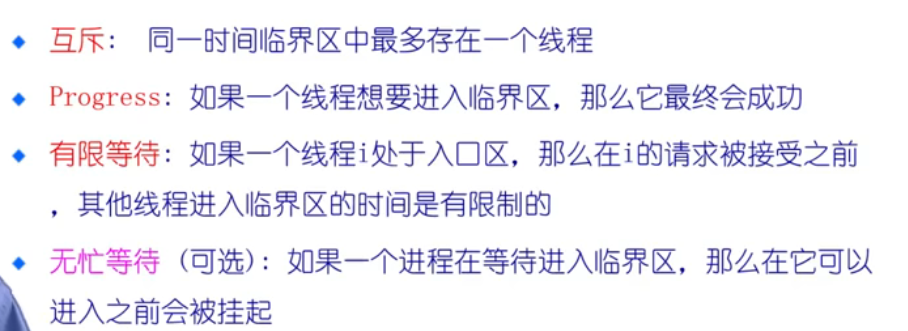 互斥： 同一时间临界区中最多存在一个线程
Progress：如果一个线程想要进入临界区，那么它最终会成功
有限等待：如果一个线程i处于入口区，那么在i的请求被接受之前
，其他线程进入临界区的时间是有限制的
无忙等待（可选）：如果一个进程在等待进入临界区，那么在它可以
进入之前会被挂起